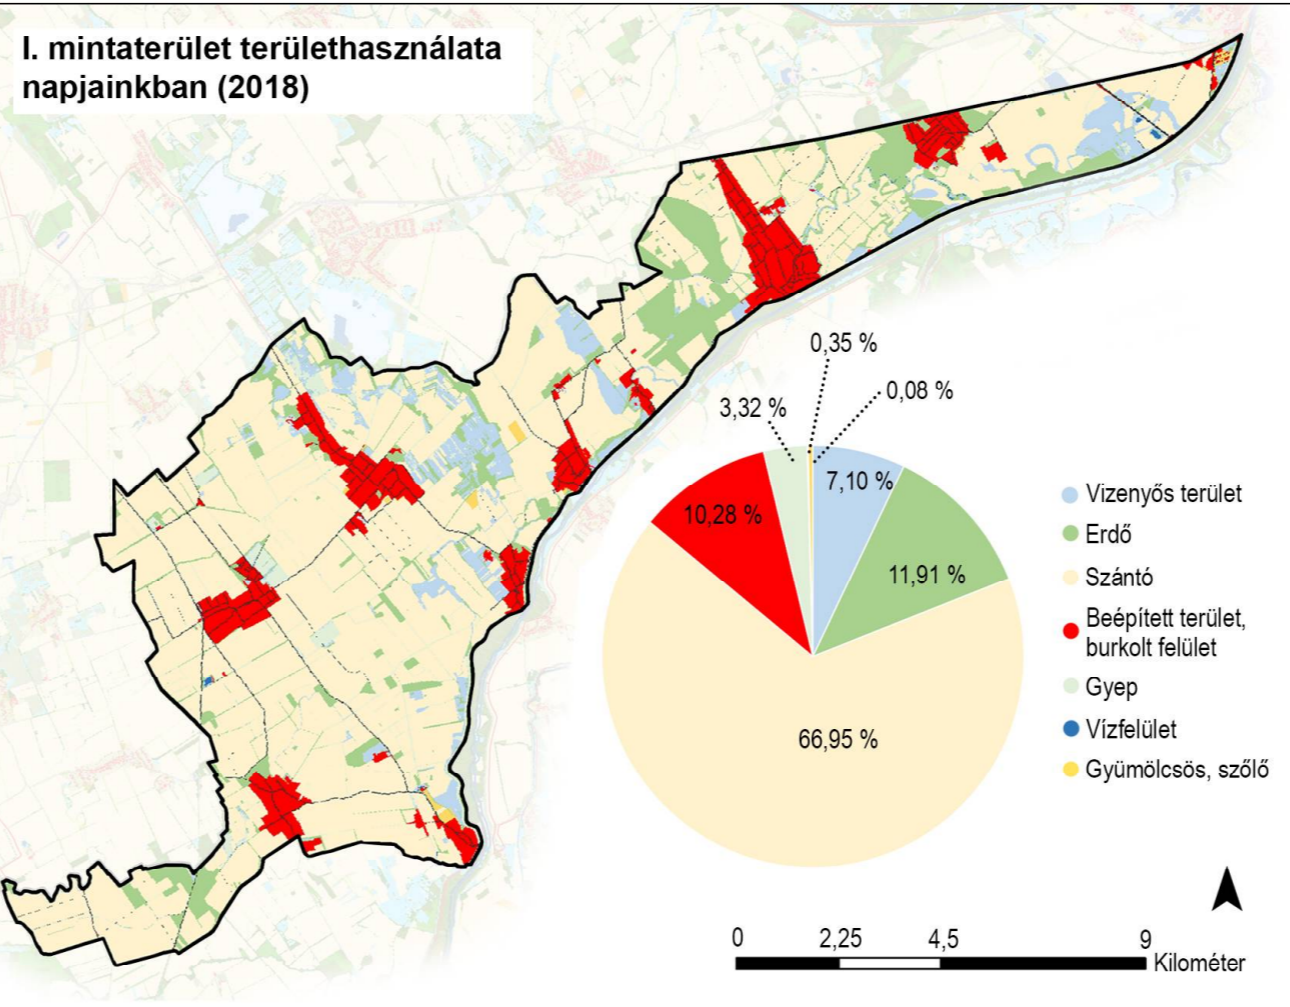 I. mintaterület területhasználata
napjainkban (2018)
0,35 %
0,08 %
3,32 %
7,10 %
10,28 %
11,91 %
66,95 %
Vizenyős terület
Erdő
Szántó
Beépített terület,
burkolt felület
Gyep
Vízfelület
Gyümölcsös, szőlő
0 2,25 4,5 9
Kilométer